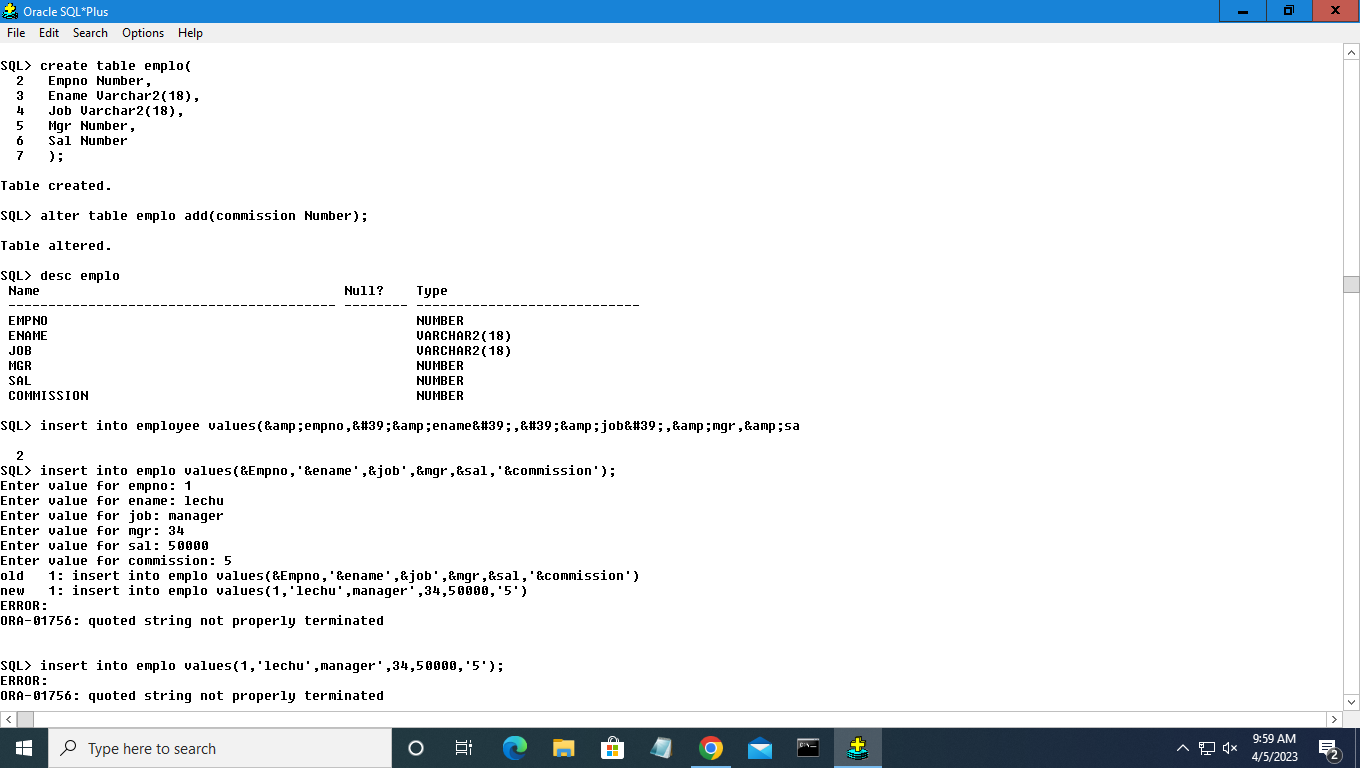 Oracle SQL*Plus
File Edit Search Options Help
SQL> create table emplo(
2 Empno Number,
3 Ename Varchar2(18),
4 Job Varchar2(18),
5 Mgr Number,
6 Sal Number
7 );
Table created.
SQL> alter table emplo add(commission Number);
Table altered.
SQL> desc emplo
Name Null? Type
----------------------------------------- -------- ----------------------------
EMPNO NUMBER
ENAME VARCHAR2(18)
JOB VARCHAR2(18)
MGR NUMBER
SAL NUMBER
COMMISSION NUMBER
SQL> insert into employee values(&amp;empno,&#39;&amp;ename&#39;,&#39;&amp;job&#39;,&amp;mgr,&amp;sa
2
SQL> insert into emplo values(&Empno,'&ename',&job',&mgr,&sal,'&commission');
Enter value for empno: 1
Enter value for ename: lechu
Enter value for job: manager
Enter value for mgr: 34
Enter value for sal: 50000
Enter value for commission: 5
old 1: insert into emplo values(&Empno,'&ename',&job',&mgr,&sal,'&commission')
new 1: insert into emplo values(1,'lechu',manager',34,50000,'5')
ERROR:
ORA-01756: quoted string not properly terminated
SQL> insert into emplo values(1,'lechu',manager',34,50000,'5');
ERROR:
ORA-01756: quoted string not properly terminated
Type here to search
9:59 AM
4/5/2023
2